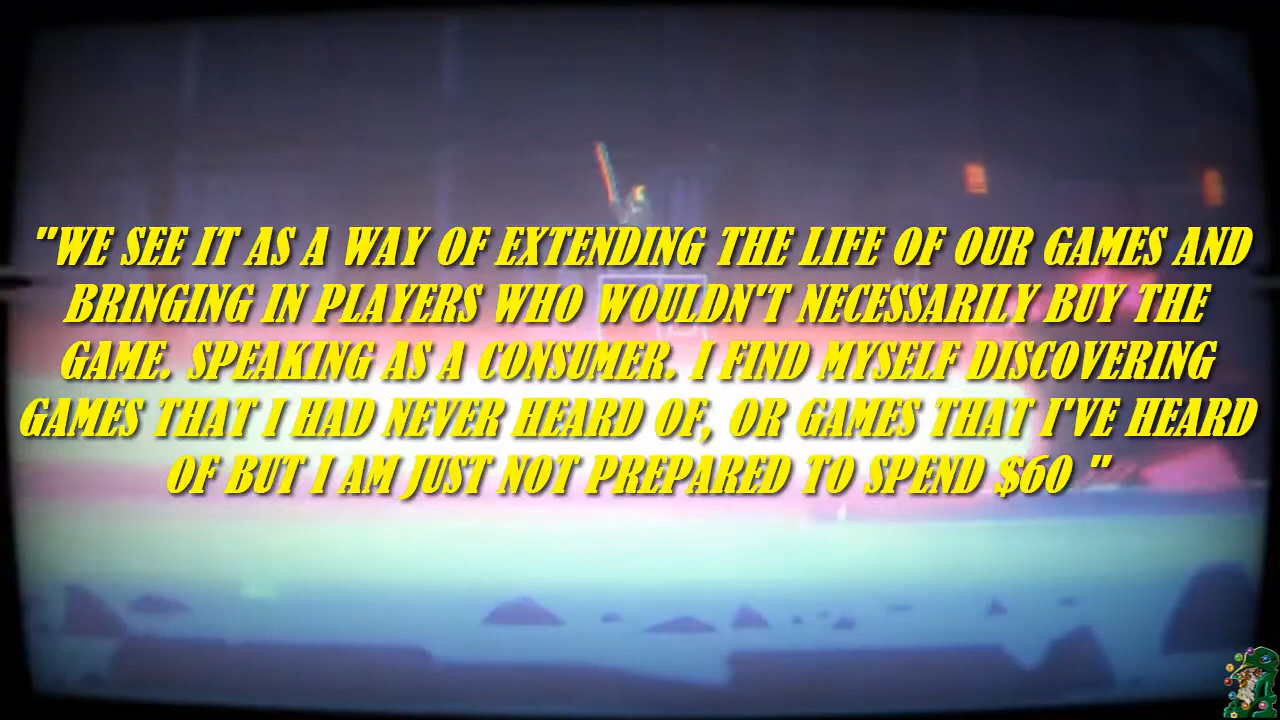 "WE SEE IT AS A WAY OF EXTENDING THE LIFE OF OUR GAMES AND
BRINGING IN PLAYERS WHO WOULDN'T NECESSARILY BUY THE
GAME. SPEAKING AS A CONSUMER. I FIND MYSELF DISCOVERING
GAMES THAT I HAD NEVER HEARD OF, OR GAMES THAT I'VE HEARD
OF BUT I AM JUST NOT PREPARED TO SPEND $60 "